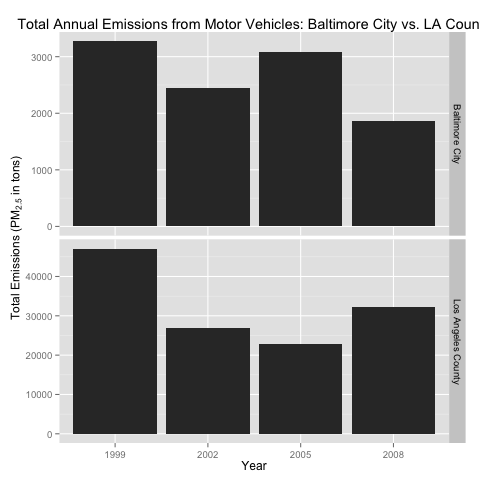 Total Annual Emissions from Motor Vehicles: Baltimore City vs. LA Coun
3000
2000
1000
0
Baltimore City
Total Emissions (PM2.5 in tons)
40000
30000
20000
10000
0
Los Angeles County
1999 2002 2005 2008
Year